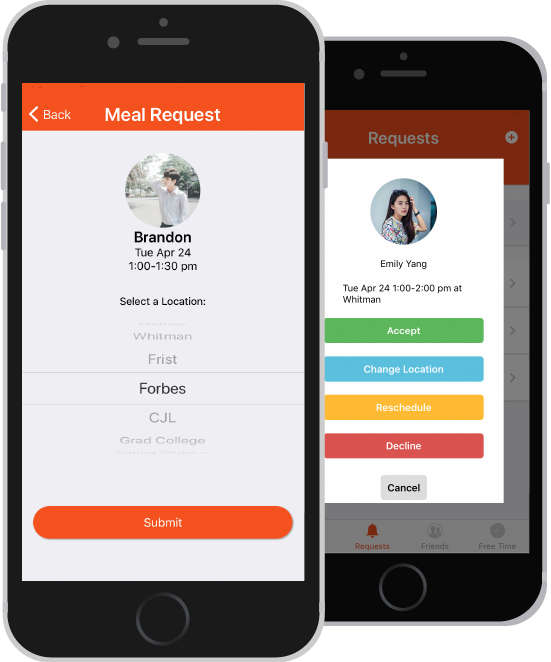 Back
Meal Request
Brandon
Tue Apr 24
1:00-1:30 pm
Select a Location:
Whitman
Frist
Forbes
CJL
Grad College
Submit
Requests
Emily Yang
Tue Apr 24 1:00-2:00 pm at
Whitman
Accept
Change Location
Reschedule
Decline
Cancel
Requests
Friends
Free Time